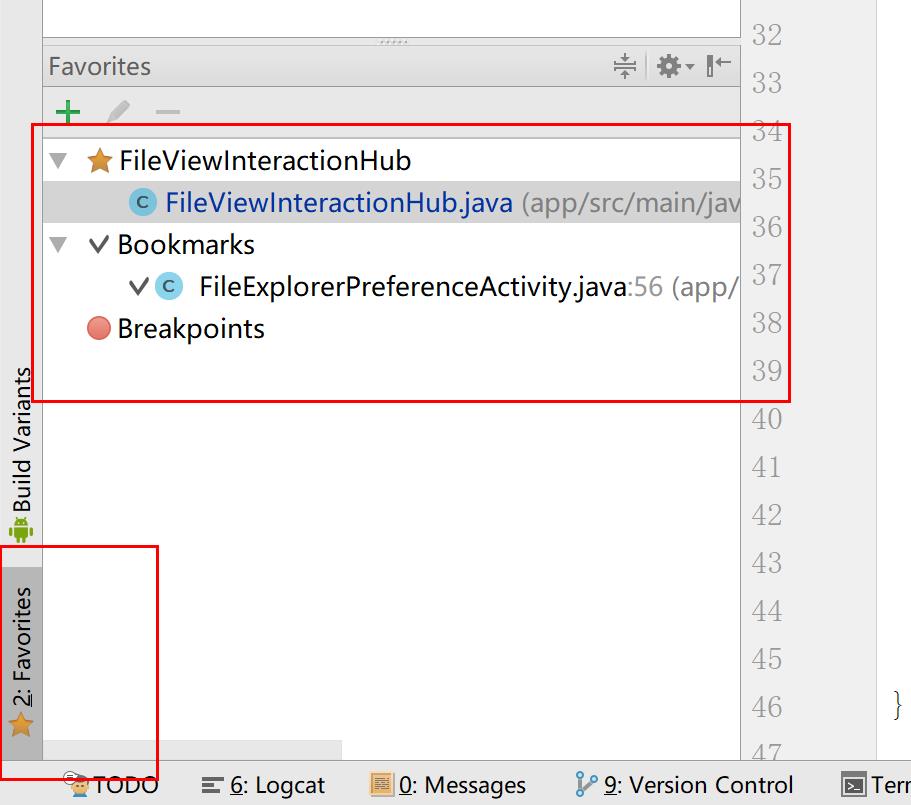 Favorites
FileViewInteractionHub
C FileViewInteractionHub.java (app/src/main/jav
Bookmarks
C FileExplorerPreferenceActivity.java:56 (app/
Breakpoints
Build Variants
2: Favorites
32
33
34
35
36
37
38
39
40
41
42
43
44
45
46 }
47
TODO 6: Logcat 0: Messages 9: Version Control Ter